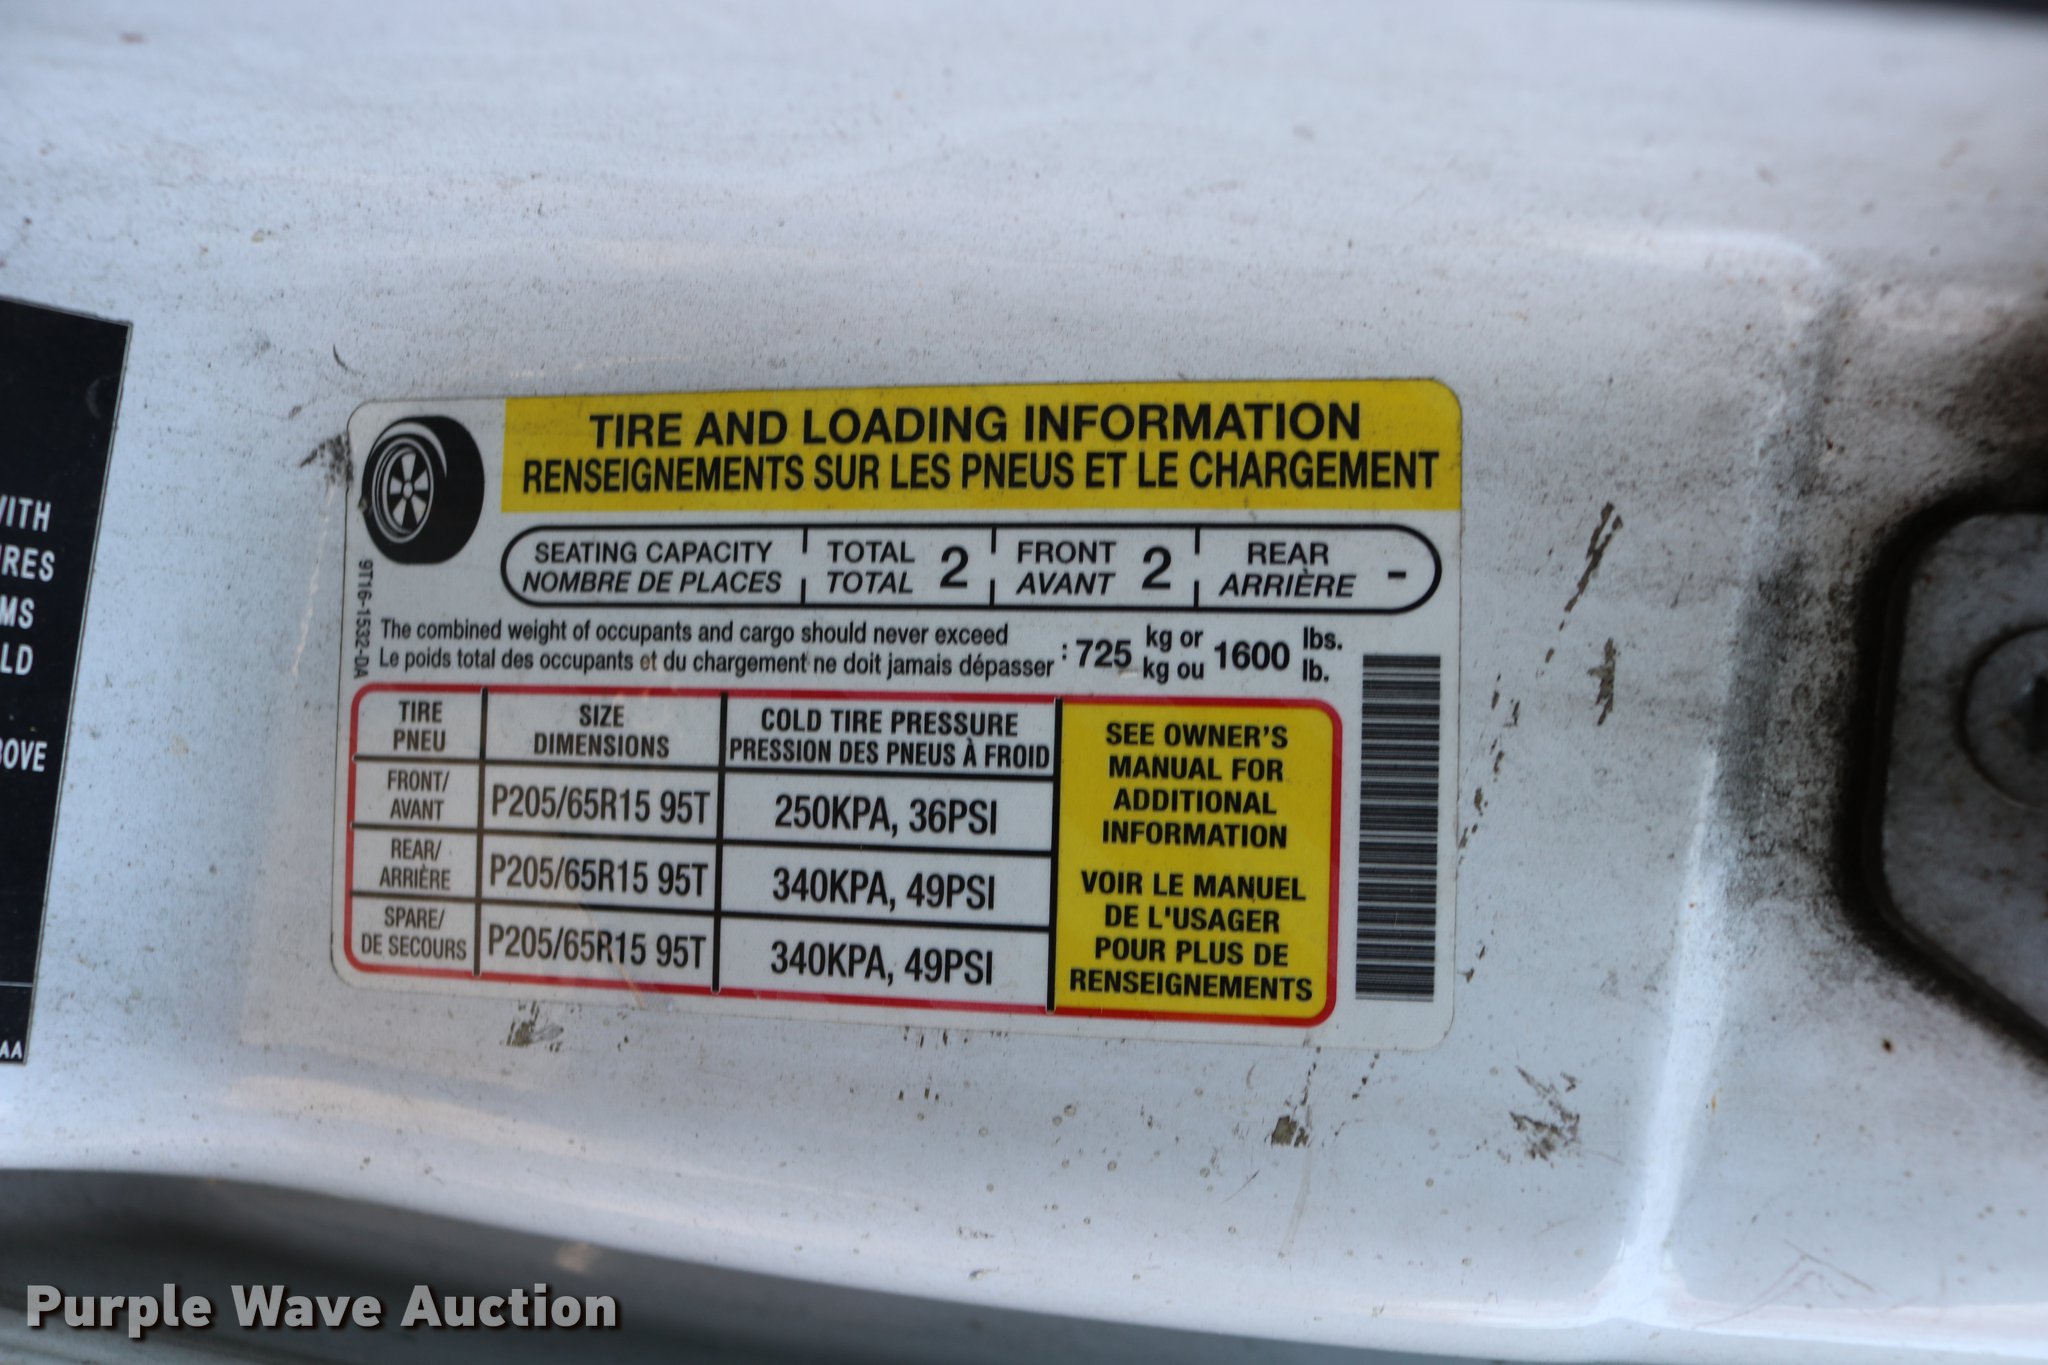 WITH
IRES
MS
LD
BOVE
AA
TIRE AND LOADING INFORMATION
RENSEIGNEMENTS SUR LES PNEUS ET LE CHARGEMENT
SEATING CAPACITY TOTAL 2 FRONT 2 REAR -
NOMBRE DE PLACES TOTAL AVANT ARRIÈRE
9T16-1532-DA
The combined weight of occupants and cargo should never exceed : 725 kg or 1600 lbs.
Le poids total des occupants et du chargement ne doit jamais dépasser kg ou lb.
TIRE SIZE COLD TIRE PRESSURE
PNEU DIMENSIONS PRESSION DES PNEUS À FROID
FRONT/
AVANT P205/65R15 95T 250KPA, 36PSI
REAR/
ARRIÈRE P205/65R15 95T 340KPA, 49PSI
SPARE/
DE SECOURS P205/65R15 95T 340KPA, 49PSI
SEE OWNER'S
MANUAL FOR
ADDITIONAL
INFORMATION
VOIR LE MANUEL
DE L'USAGER
POUR PLUS DE
RENSEIGNEMENTS
Purple Wave Auction